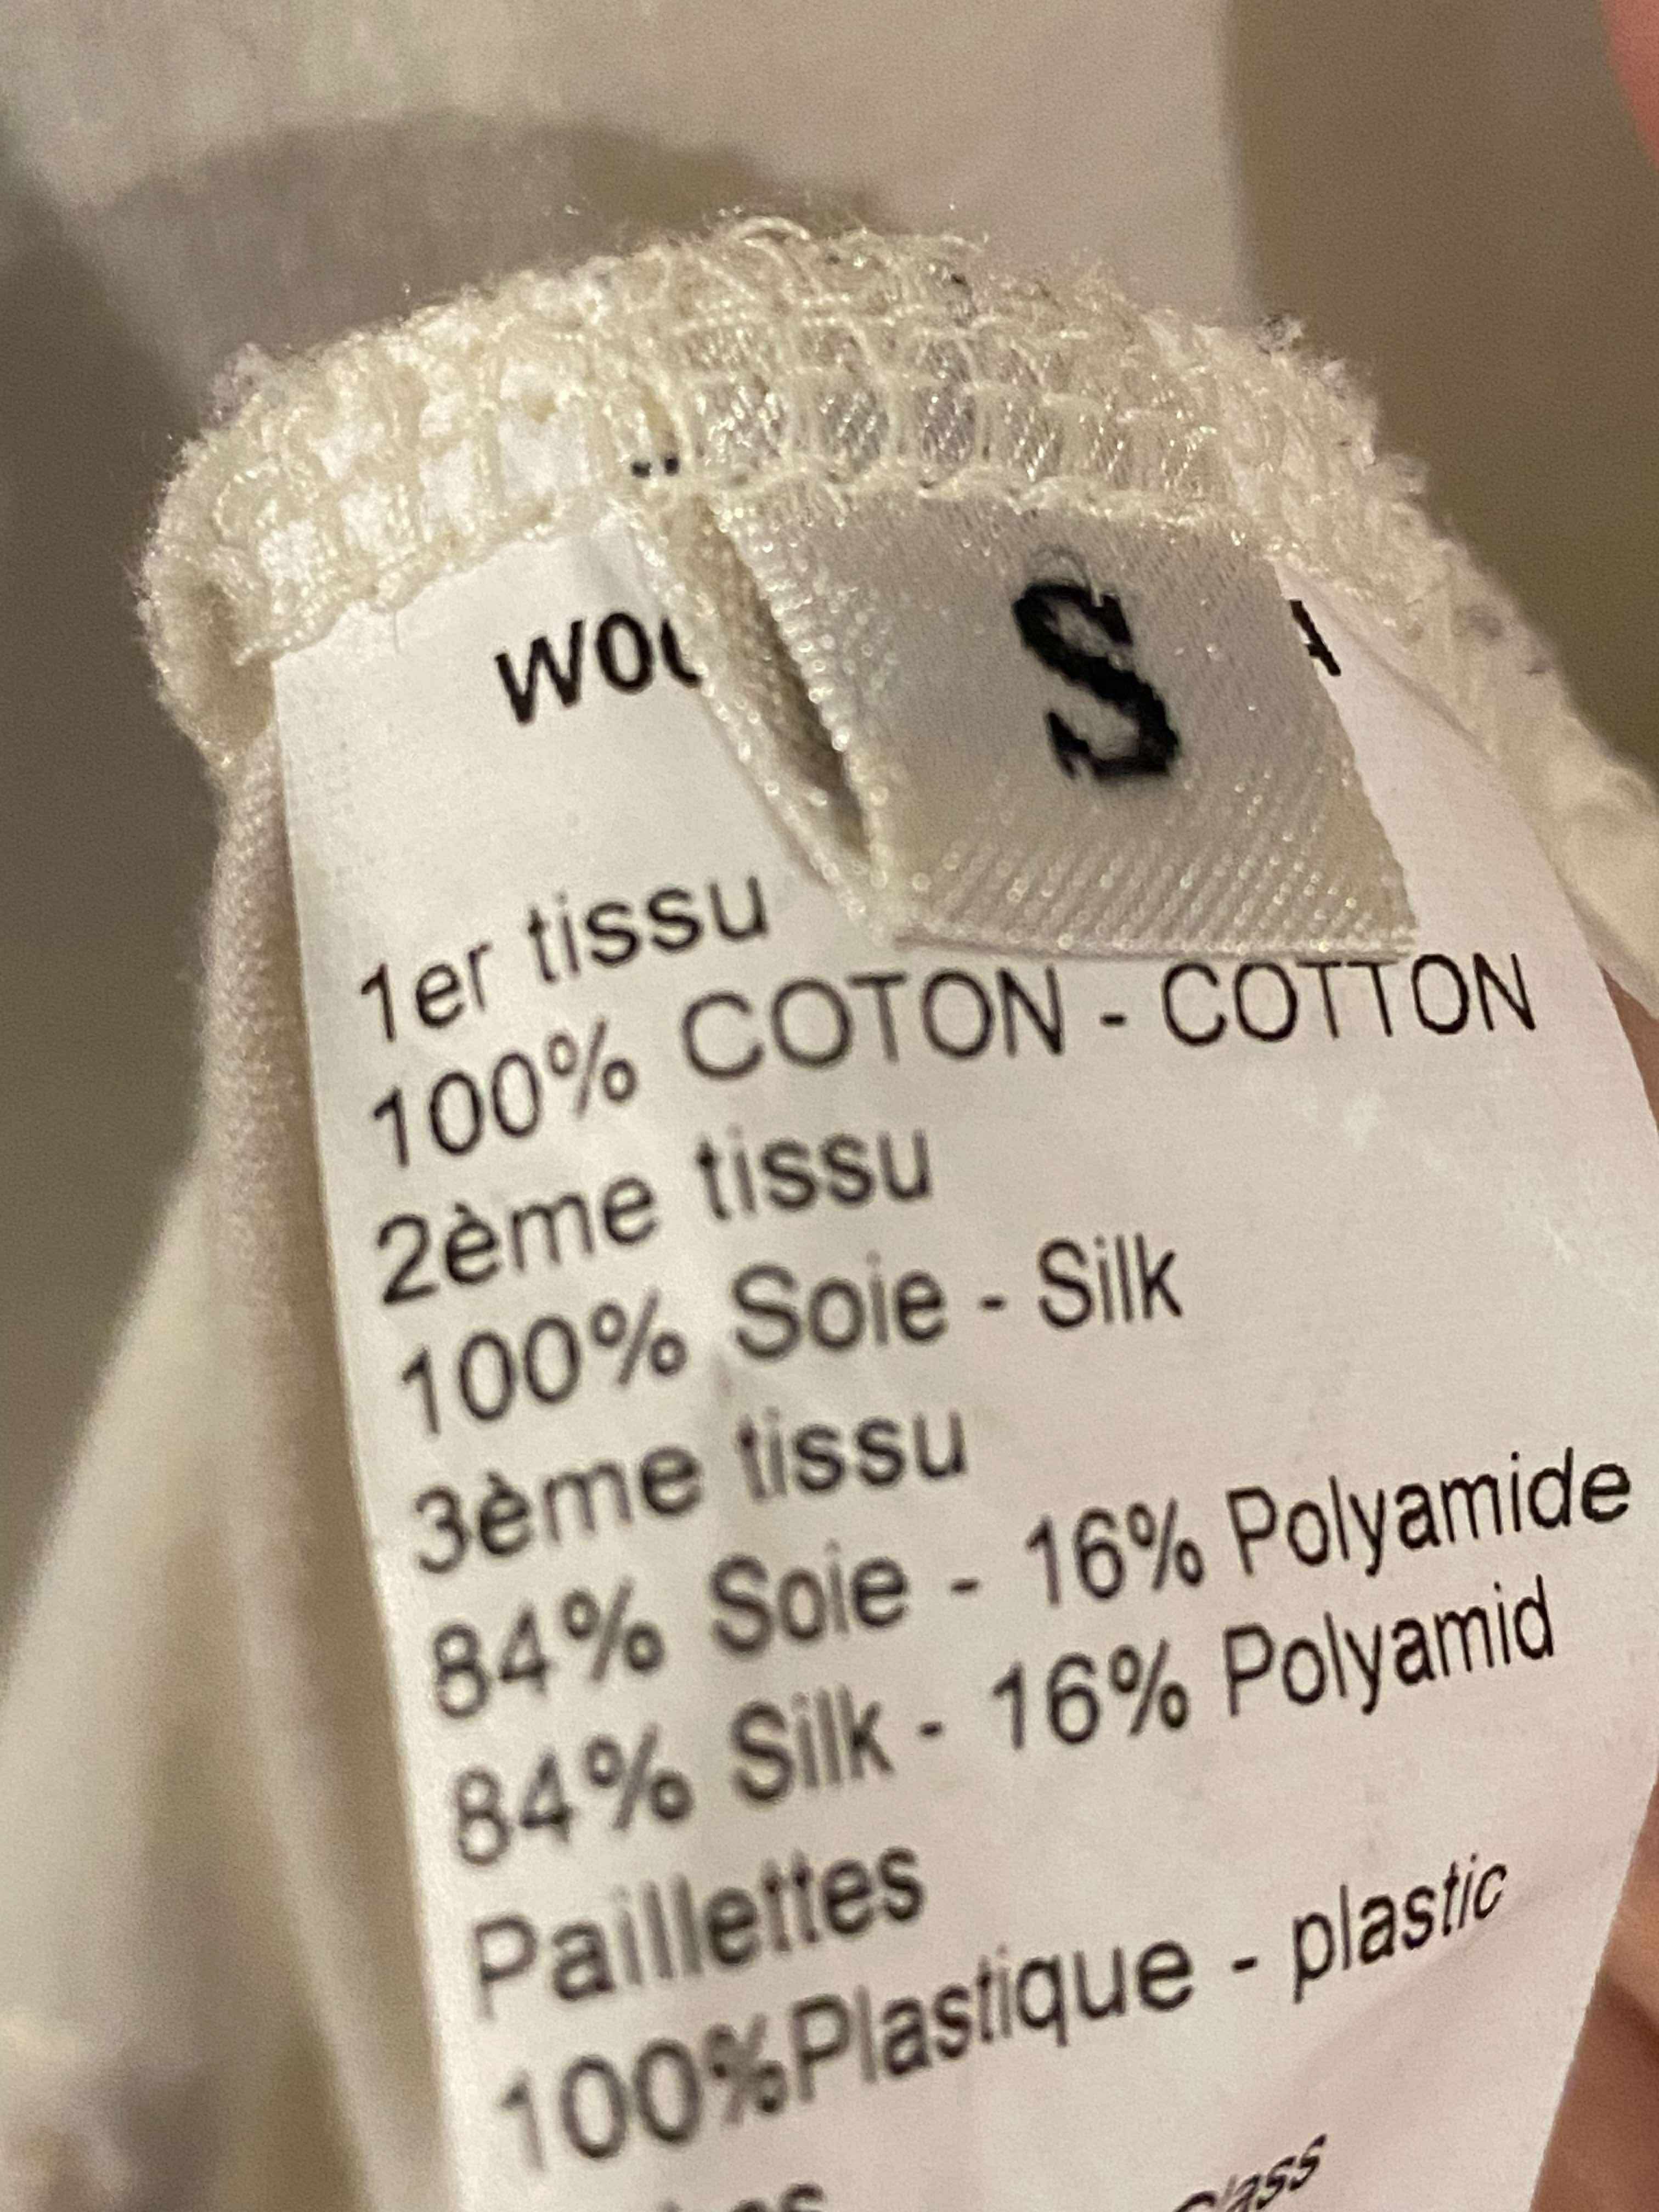 S
1er tissu
100% COTON - COTTON
2ème tissu
100% Soie - Silk
3ème tissu
84% Soie - 16% Polyamide
84% Silk - 16% Polyamid
Paillettes
100%Plastique - plastic